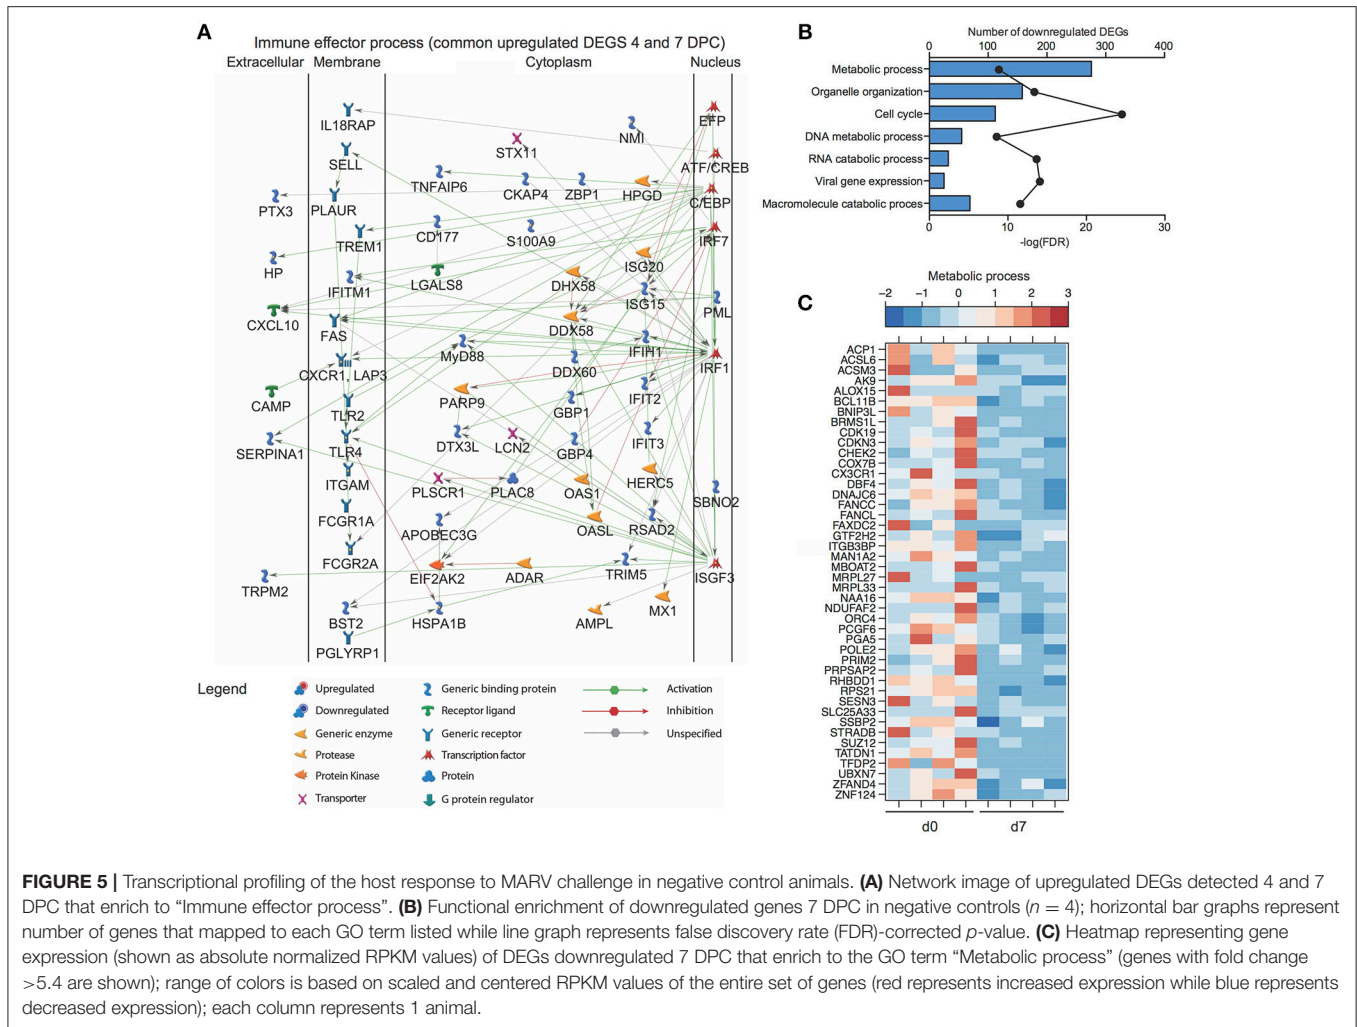 A
Immune effector process (common upregulated DEGS 4 and 7 DPC)
Extracellular Membrane Cytoplasm Nucleus
IL18RAP
SELL
PLAUR
TREM1
IFITM1
FAS
CXCR1, LAP3
TLR2
TLR4
ITGAM
FCGR1A
FCGR2A
BST2
PGLYRP1
PTX3
HP
CXCL10
CAMP
SERPINA1
TRPM2
STX11
NMI
TNFAIP6
CKAP4
ZBP1
HPGD
CD177
S100A9
LGALS8
DHX58
ISG20
ISG15
DDX58
MyD88
DDX60
IFIH1
PARP9
GBP1
IFIT2
DTX3L
LCN2
GBP4
IFIT3
PLSCR1
PLAC8
OAS1
HERC5
APOBEC3G
OASL
RSAD2
EIF2AK2
ADAR
TRIM5
HSPA1B
AMPL
MX1
EFP
ATF/CREB
C/EBP
IRF7
PML
IRF1
SBNO2
ISGF3
Legend
Upregulated
Downregulated
Generic enzyme
Protease
Protein Kinase
Transporter
Generic binding protein
Receptor ligand
Generic receptor
Transcription factor
Protein
G protein regulator
Activation
Inhibition
Unspecified
B
Number of downregulated DEGs
0 100 200 300 400
Metabolic process
Organelle organization
Cell cycle
DNA metabolic process
RNA catabolic process
Viral gene expression
Macromolecule catabolic proces
0 10 20 30
-log(FDR)
C
Metabolic process
−2 −1 0 1 2 3
ACP1
ACSL6
ACSM3
AK9
ALOX15
BCL11B
BNIP3L
BRMS1L
CDK19
CDKN3
CHEK2
COX7B
CX3CR1
DBF4
DNAJC6
FANCC
FANCL
FAXDC2
GTF2H2
ITGB3BP
MAN1A2
MBOAT2
MRPL27
MRPL33
NAA16
NDUFAF2
ORC4
PCGF6
PGA5
POLE2
PRIM2
PRPSAP2
RHBDD1
RPS21
SESN3
SLC25A33
SSBP2
STRADB
SUZ12
TATDN1
TFDP2
UBXN7
ZFAND4
ZNF124
d0 d7
FIGURE 5 | Transcriptional profiling of the host response to MARV challenge in negative control animals. (A) Network image of upregulated DEGs detected 4 and 7
DPC that enrich to “Immune effector process”. (B) Functional enrichment of downregulated genes 7 DPC in negative controls (n = 4); horizontal bar graphs represent
number of genes that mapped to each GO term listed while line graph represents false discovery rate (FDR)-corrected p-value. (C) Heatmap representing gene
expression (shown as absolute normalized RPKM values) of DEGs downregulated 7 DPC that enrich to the GO term “Metabolic process” (genes with fold change
>5.4 are shown); range of colors is based on scaled and centered RPKM values of the entire set of genes (red represents increased expression while blue represents
decreased expression); each column represents 1 animal.